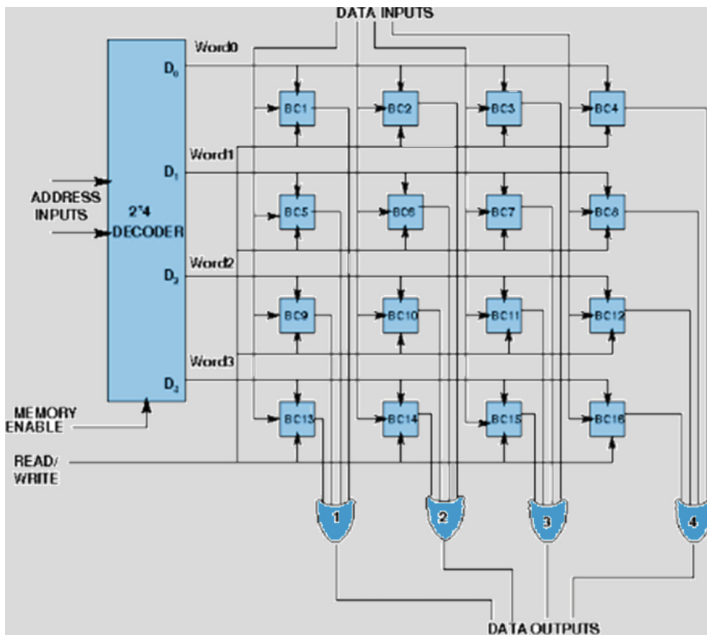 DATA INPUTS
Word0
D0
BC1
BC2
BC3
BC4
Word1
D1
ADDRESS
INPUTS
2*4
DECODER
BC5
BC6
BC7
BC8
Word2
D3
BC9
BC10
BC11
BC12
Word3
D3
MEMORY
ENABLE
BC13
BC14
BC15
BC16
READ/
WRITE
1
2
3
4
DATA OUTPUTS